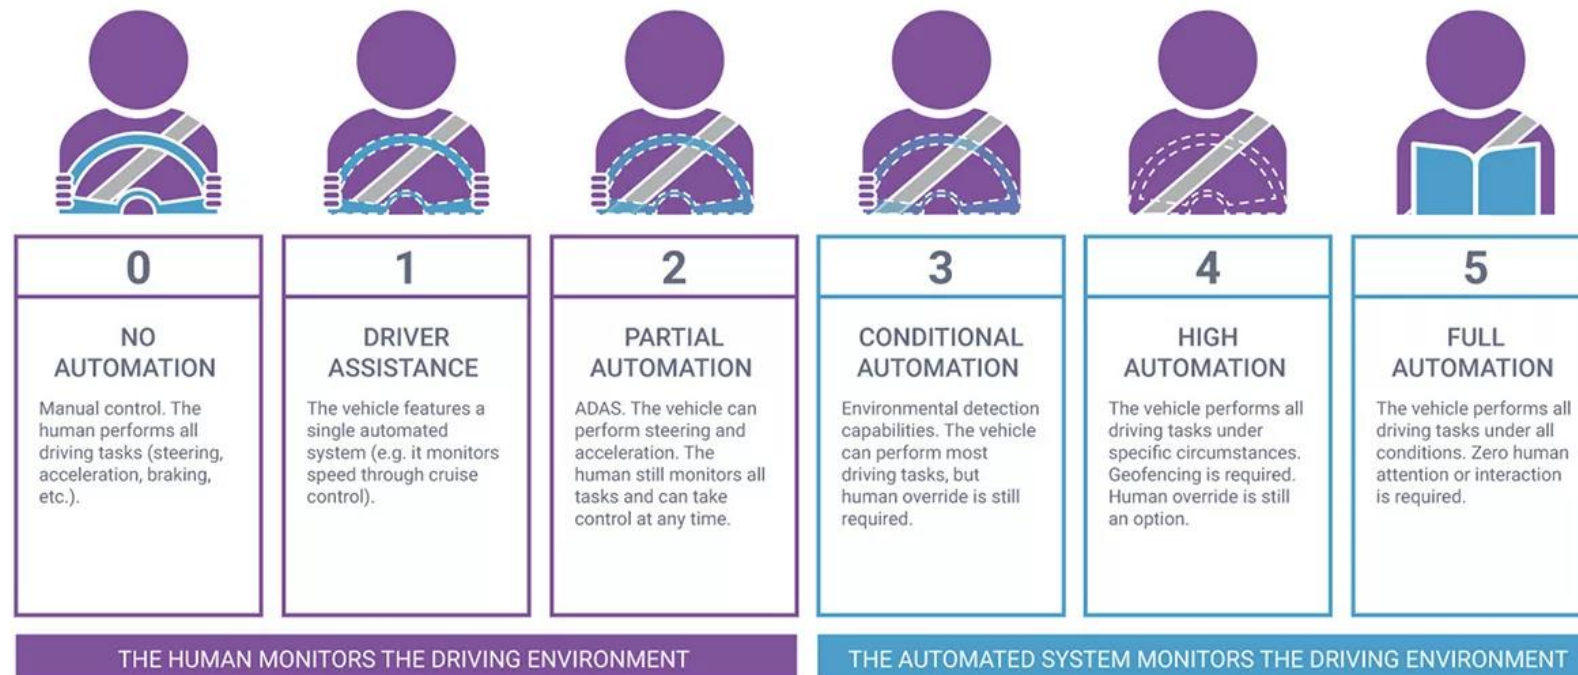 0
NO
AUTOMATION
Manual control. The
human performs all
driving tasks (steering,
acceleration, braking,
etc.).
1
DRIVER
ASSISTANCE
The vehicle features a
single automated
system (e.g. it monitors
speed through cruise
control).
2
PARTIAL
AUTOMATION
ADAS. The vehicle can
perform steering and
acceleration. The
human still monitors all
tasks and can take
control at any time.
3
CONDITIONAL
AUTOMATION
Environmental detection
capabilities. The vehicle
can perform most
driving tasks, but
human override is still
required.
4
HIGH
AUTOMATION
The vehicle performs all
driving tasks under
specific circumstances.
Geofencing is required.
Human override is still
an option.
5
FULL
AUTOMATION
The vehicle performs all
driving tasks under all
conditions. Zero human
attention or interaction
is required.
THE HUMAN MONITORS THE DRIVING ENVIRONMENT
THE AUTOMATED SYSTEM MONITORS THE DRIVING ENVIRONMENT